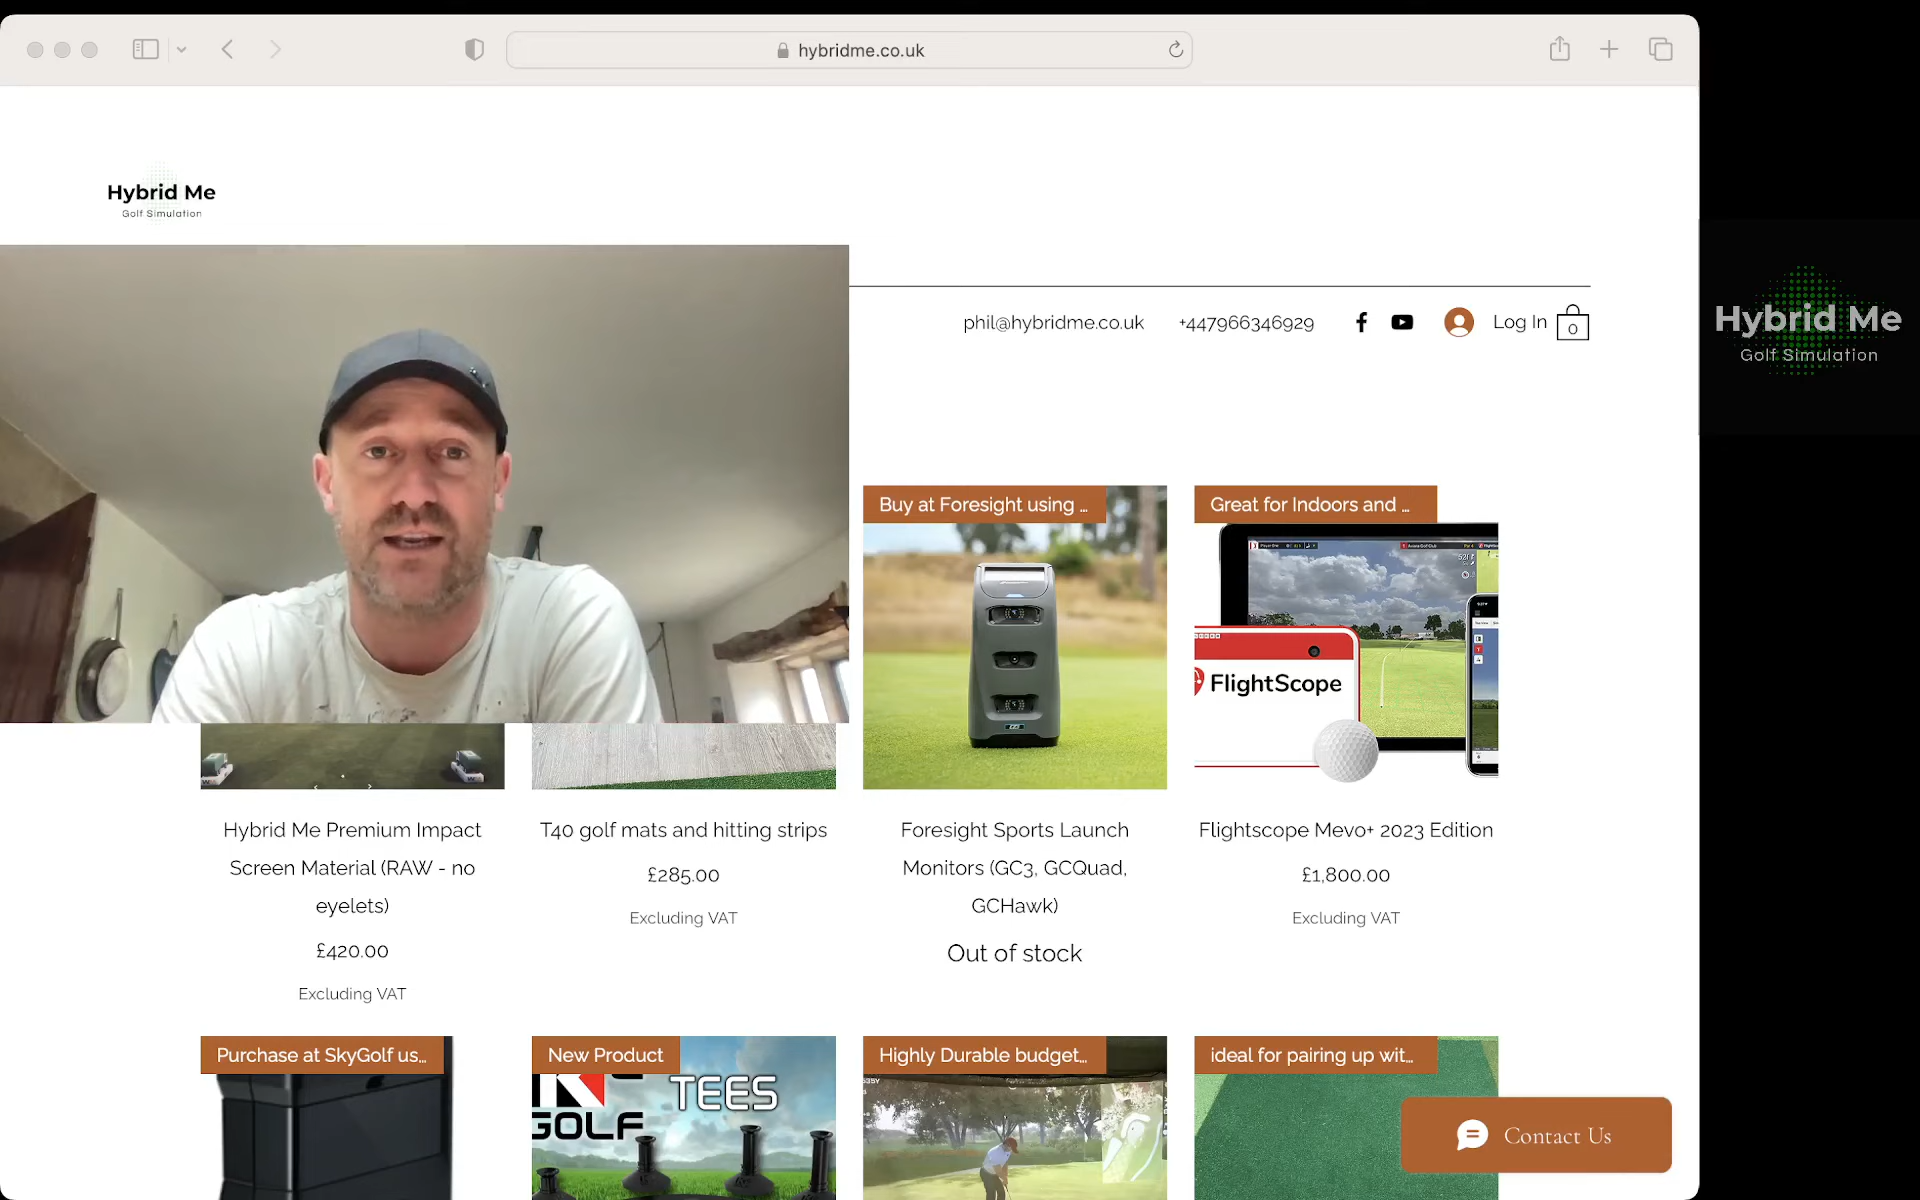 hybridme.co.uk
Hybrid Me
Golf Simulation
phil@hybridme.co.uk
+447966346929
Log In
0
Hybrid Me
Golf Simulation
Buy at Foresight using ...
Great for Indoors and ...
FlightScope
Hybrid Me Premium Impact
Screen Material (RAW - no
eyelets)
£420.00
Excluding VAT
T40 golf mats and hitting strips
£285.00
Excluding VAT
Foresight Sports Launch
Monitors (GC3, GCQuad,
GCHawk)
Out of stock
Flightscope Mevo+ 2023 Edition
£1,800.00
Excluding VAT
Purchase at SkyGolf us...
New Product
TEES
GOLF
Highly Durable budget...
ideal for pairing up wit...
Contact Us